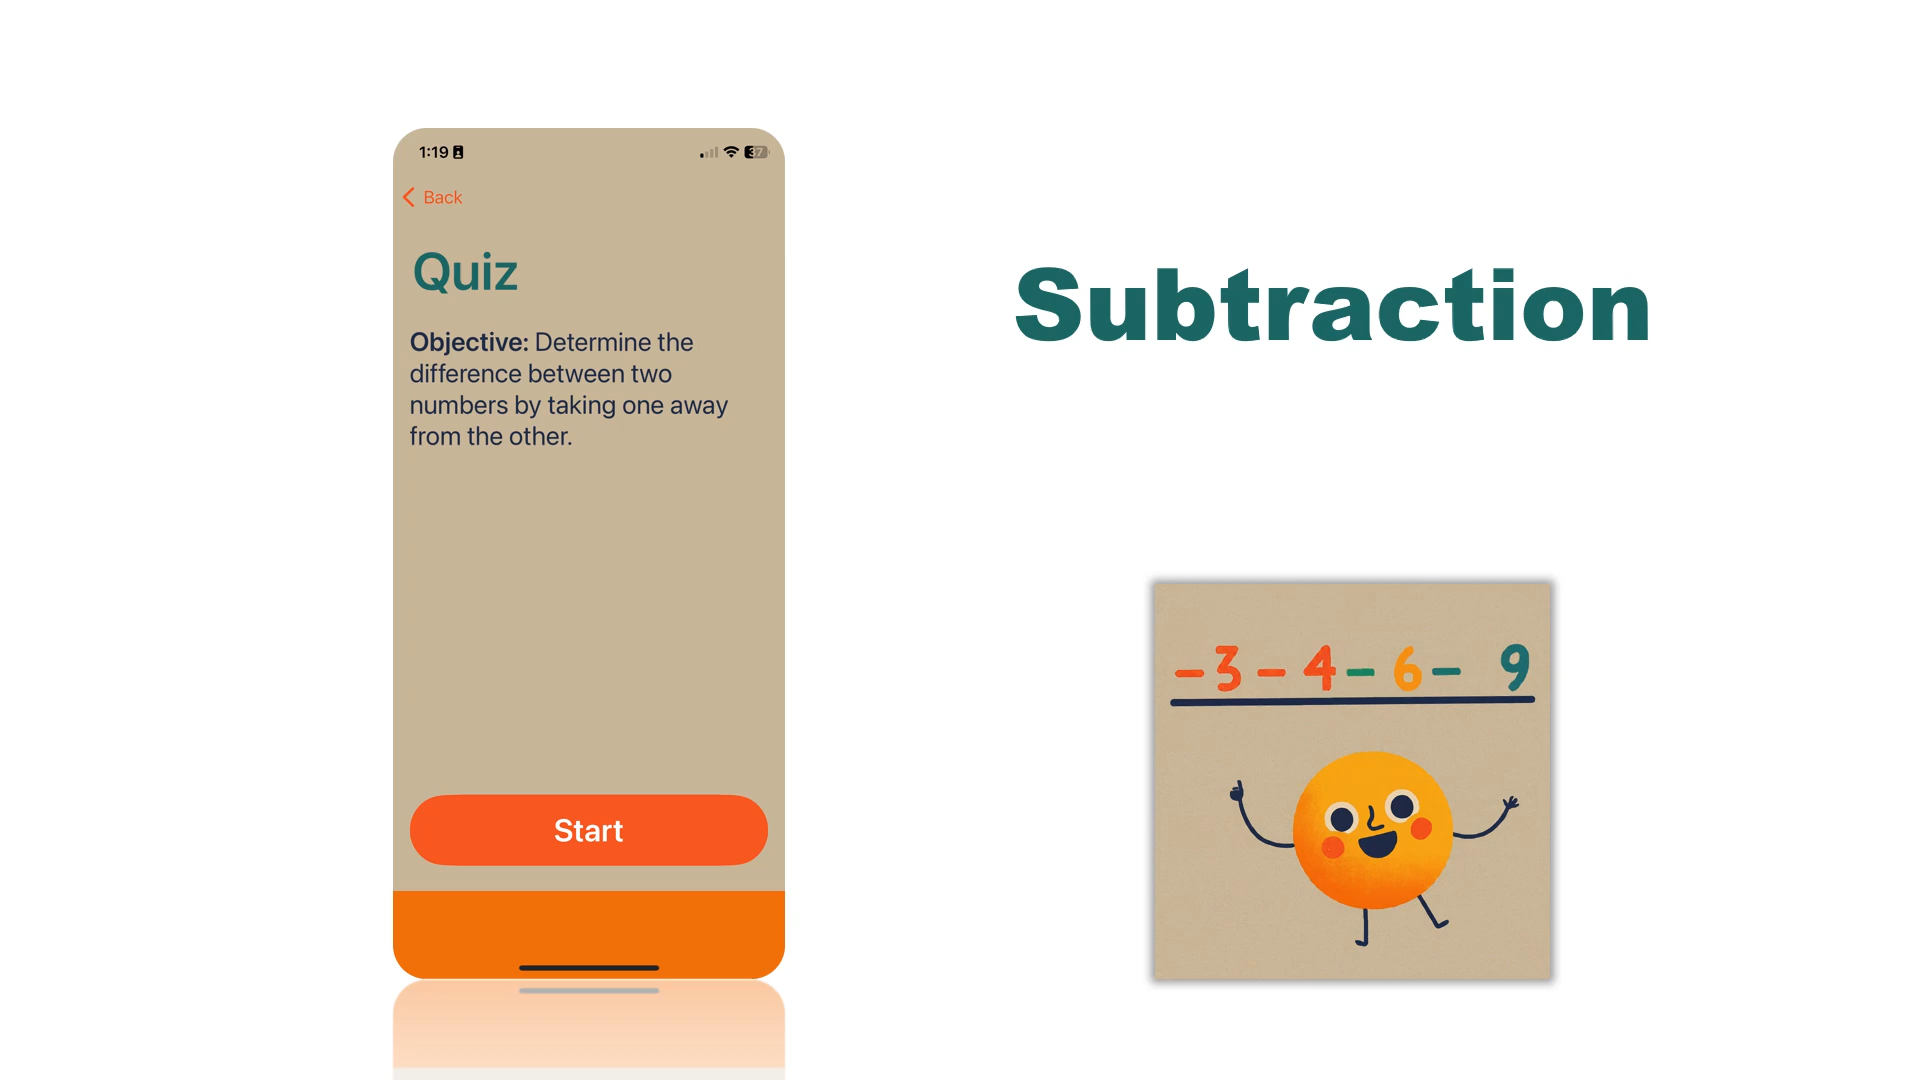 1:19
37
Back
Quiz
Objective: Determine the
difference between two
numbers by taking one away
from the other.
Start
Subtraction
-3-4-6- 9